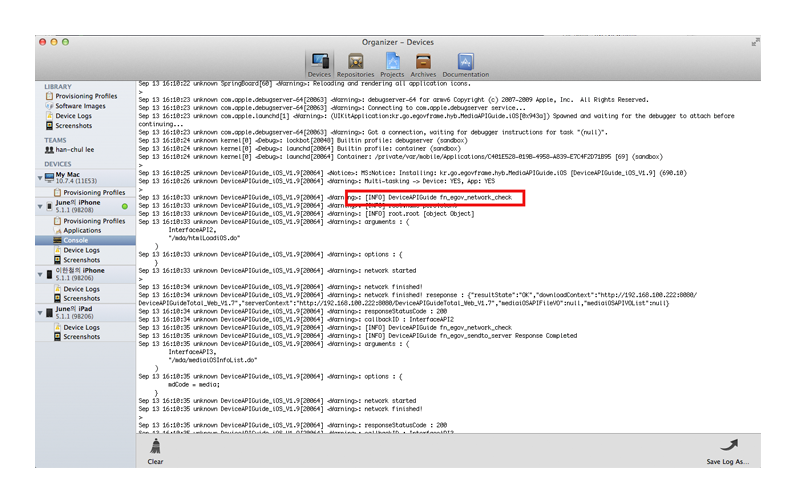 Organizer – Devices
Devices Repositories Projects Archives Documentation
LIBRARY
Provisioning Profiles
Software Images
Device Logs
Screenshots
TEAMS
han-chul lee
DEVICES
My Mac
10.7.4 (11E53)
Provisioning Profiles
June의 iPhone
5.1.1 (9B206)
Provisioning Profiles
Applications
Console
Device Logs
Screenshots
이한철의 iPhone
5.1.1 (9B206)
Device Logs
Screenshots
June의 iPad
5.1.1 (9B206)
Device Logs
Screenshots
Sep 13 16:10:22 unknown SpringBoard[60] <Warning>: Reloading and rendering all application icons.
>
Sep 13 16:10:23 unknown com.apple.debugserver-64[20063] <Warning>: debugserver-64 for armv6 Copyright (c) 2007-2009 Apple, Inc. All Rights Reserved.
Sep 13 16:10:23 unknown com.apple.debugserver-64[20063] <Warning>: Connecting to com.apple.debugserver service...
Sep 13 16:10:23 unknown com.apple.launchd[1] <Warning>: (UIKitApplication:kr.go.egovframe.hyb.MediaAPIGuide.iOS[0x943a]) Spawned and waiting for the debugger to attach before
continuing...
Sep 13 16:10:23 unknown com.apple.debugserver-64[20063] <Warning>: Got a connection, waiting for debugger instructions for task "(null)".
Sep 13 16:10:24 unknown kernel[0] <Debug>: lockbot[20048] Builtin profile: debugserver (sandbox)
Sep 13 16:10:24 unknown kernel[0] <Debug>: launchd[20064] Builtin profile: container (sandbox)
Sep 13 16:10:24 unknown kernel[0] <Debug>: launchd[20064] Container: /private/var/mobile/Applications/C401E528-019B-4958-A839-E7C4F2D71B95 [69] (sandbox)
>
Sep 13 16:10:25 unknown DeviceAPIGuide_iOS_V1.9[20064] <Notice>: MS:Notice: Installing: kr.go.egovframe.hyb.MediaAPIGuide.iOS [DeviceAPIGuide_iOS_V1.9] (690.10)
Sep 13 16:10:26 unknown DeviceAPIGuide_iOS_V1.9[20064] <Warning>: Multi-tasking -> Device: YES, App: YES
>
Sep 13 16:10:33 unknown DeviceAPIGuide_iOS_V1.9[20064] <Warning>: [INFO] DeviceAPIGuide fn_egov_network_check
Sep 13 16:10:33 unknown DeviceAPIGuide_iOS_V1.9[20064] <Warning>: [INFO]
Sep 13 16:10:33 unknown DeviceAPIGuide_iOS_V1.9[20064] <Warning>: [INFO] root.root [object Object]
Sep 13 16:10:33 unknown DeviceAPIGuide_iOS_V1.9[20064] <Warning>: arguments : (
InterfaceAPI2,
"/mda/htmlLoadiOS.do"
)
Sep 13 16:10:33 unknown DeviceAPIGuide_iOS_V1.9[20064] <Warning>: options : {
}
Sep 13 16:10:33 unknown DeviceAPIGuide_iOS_V1.9[20064] <Warning>: network started
>
Sep 13 16:10:34 unknown DeviceAPIGuide_iOS_V1.9[20064] <Warning>: network finished!
Sep 13 16:10:34 unknown DeviceAPIGuide_iOS_V1.9[20064] <Warning>: network finished! reseponse : {"resultState":"OK","downloadContext":"http://192.168.100.222:8080/
DeviceAPIGuideTotal_Web_V1.7","serverContext":"http://192.168.100.222:8080/DeviceAPIGuideTotal_Web_V1.7","mediaiOSAPIFileVO":null,"mediaiOSAPIVOList":null}
Sep 13 16:10:34 unknown DeviceAPIGuide_iOS_V1.9[20064] <Warning>: responseStatusCode : 200
Sep 13 16:10:35 unknown DeviceAPIGuide_iOS_V1.9[20064] <Warning>: callbackID : InterfaceAPI2
Sep 13 16:10:35 unknown DeviceAPIGuide_iOS_V1.9[20064] <Warning>: [INFO] DeviceAPIGuide fn_egov_network_check
Sep 13 16:10:35 unknown DeviceAPIGuide_iOS_V1.9[20064] <Warning>: [INFO] DeviceAPIGuide fn_egov_sendto_server Response Completed
Sep 13 16:10:35 unknown DeviceAPIGuide_iOS_V1.9[20064] <Warning>: arguments : (
InterfaceAPI3,
"/mda/mediaiOSInfoList.do"
)
Sep 13 16:10:35 unknown DeviceAPIGuide_iOS_V1.9[20064] <Warning>: options : {
mdCode = media;
}
Sep 13 16:10:35 unknown DeviceAPIGuide_iOS_V1.9[20064] <Warning>: network started
Sep 13 16:10:35 unknown DeviceAPIGuide_iOS_V1.9[20064] <Warning>: network finished!
>
Sep 13 16:10:35 unknown DeviceAPIGuide_iOS_V1.9[20064] <Warning>: responseStatusCode : 200
Sep 13 16:10:35 unknown DeviceAPIGuide_iOS_V1.9[20064] <Warning>: callbackID : InterfaceAPI3
Clear
Save Log As...